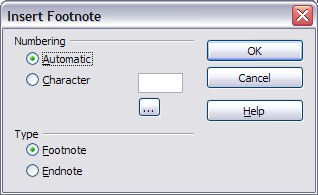 Insert Footnote
Numbering
Automatic
Character
...
Type
Footnote
Endnote
OK
Cancel
Help